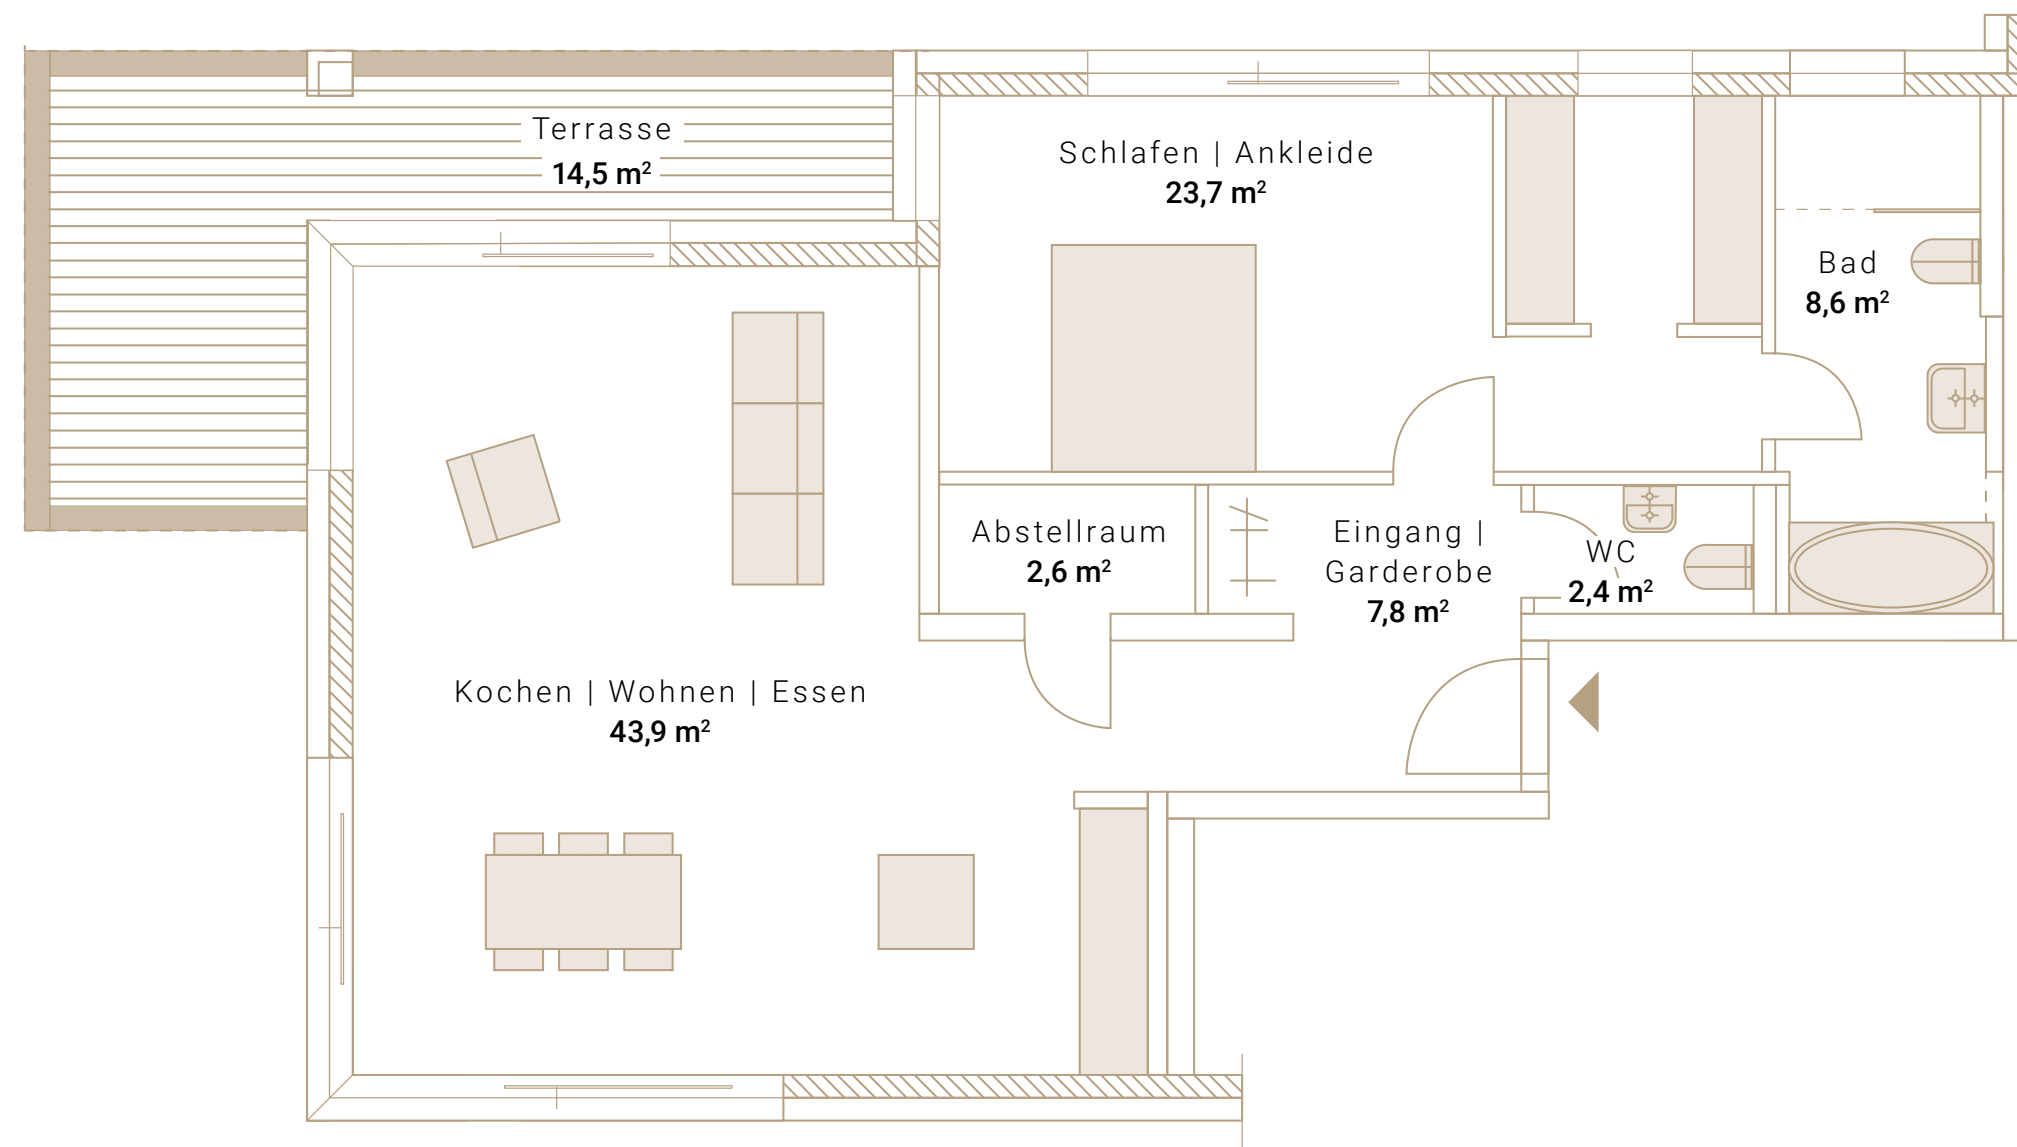 Terrasse
14,5 m²
Schlafen | Ankleide
23,7 m²
Bad
8,6 m²
Abstellraum
2,6 m²
Eingang |
Garderobe
7,8 m²
WC
2,4 m²
Kochen | Wohnen | Essen
43,9 m²